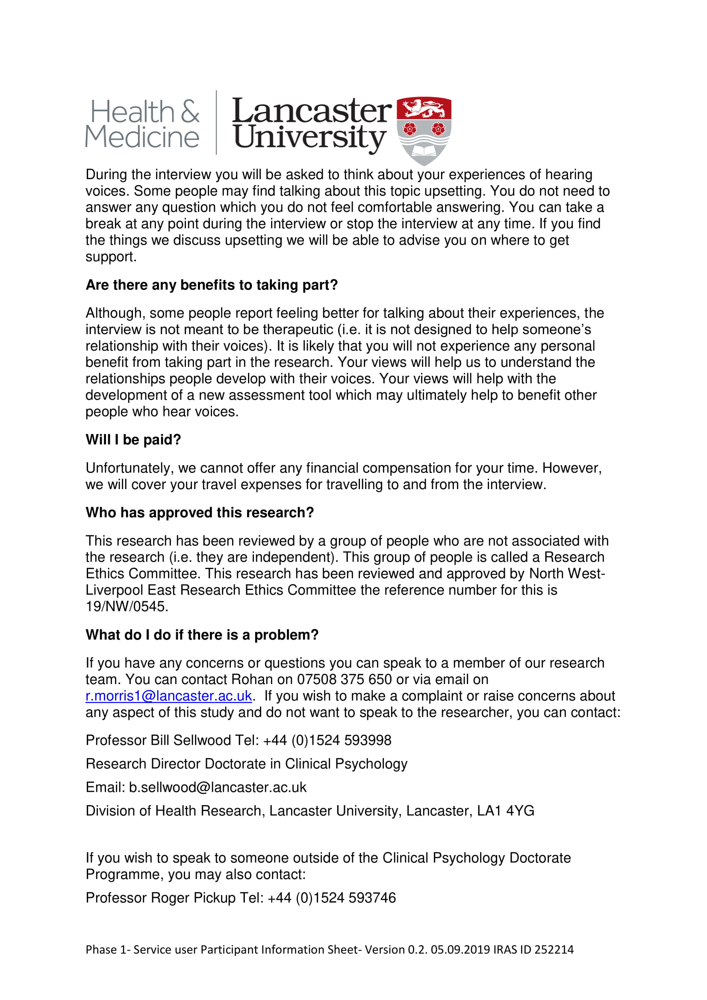 Health &
Medicine
Lancaster
University
During the interview you will be asked to think about your experiences of hearing
voices. Some people may find talking about this topic upsetting. You do not need to
answer any question which you do not feel comfortable answering. You can take a
break at any point during the interview or stop the interview at any time. If you find
the things we discuss upsetting we will be able to advise you on where to get
support.
Are there any benefits to taking part?
Although, some people report feeling better for talking about their experiences, the
interview is not meant to be therapeutic (i.e. it is not designed to help someone’s
relationship with their voices). It is likely that you will not experience any personal
benefit from taking part in the research. Your views will help us to understand the
relationships people develop with their voices. Your views will help with the
development of a new assessment tool which may ultimately help to benefit other
people who hear voices.
Will I be paid?
Unfortunately, we cannot offer any financial compensation for your time. However,
we will cover your travel expenses for travelling to and from the interview.
Who has approved this research?
This research has been reviewed by a group of people who are not associated with
the research (i.e. they are independent). This group of people is called a Research
Ethics Committee. This research has been reviewed and approved by North West-
Liverpool East Research Ethics Committee the reference number for this is
19/NW/0545.
What do I do if there is a problem?
If you have any concerns or questions you can speak to a member of our research
team. You can contact Rohan on 07508 375 650 or via email on
r.morris1@lancaster.ac.uk.  If you wish to make a complaint or raise concerns about
any aspect of this study and do not want to speak to the researcher, you can contact:
Professor Bill Sellwood Tel: +44 (0)1524 593998
Research Director Doctorate in Clinical Psychology
Email: b.sellwood@lancaster.ac.uk
Division of Health Research, Lancaster University, Lancaster, LA1 4YG
If you wish to speak to someone outside of the Clinical Psychology Doctorate
Programme, you may also contact:
Professor Roger Pickup Tel: +44 (0)1524 593746
Phase 1- Service user Participant Information Sheet- Version 0.2. 05.09.2019 IRAS ID 252214